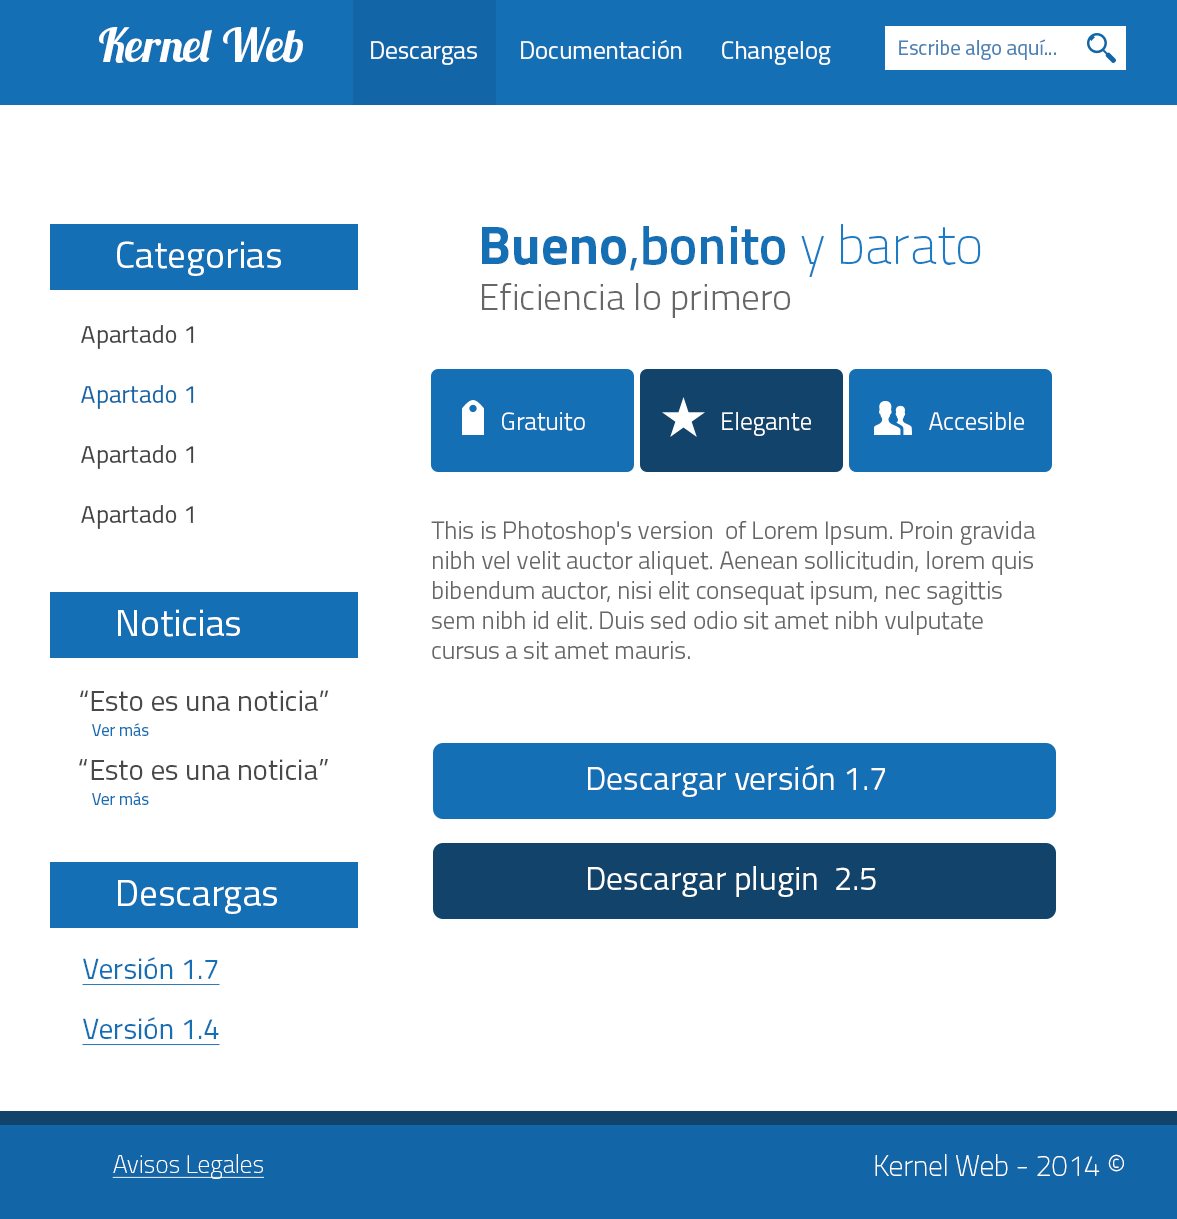 Kernel Web
Descargas
Documentación
Changelog
Escribe algo aquí...
Categorias
Apartado 1
Apartado 1
Apartado 1
Apartado 1
Noticias
“Esto es una noticia”
Ver más
“Esto es una noticia”
Ver más
Descargas
Versión 1.7
Versión 1.4
Bueno,bonito y barato
Eficiencia lo primero
Gratuito
Elegante
Accesible
This is Photoshop's version  of Lorem Ipsum. Proin gravida
nibh vel velit auctor aliquet. Aenean sollicitudin, lorem quis
bibendum auctor, nisi elit consequat ipsum, nec sagittis
sem nibh id elit. Duis sed odio sit amet nibh vulputate
cursus a sit amet mauris.
Descargar versión 1.7
Descargar plugin  2.5
Avisos Legales
Kernel Web - 2014 ©